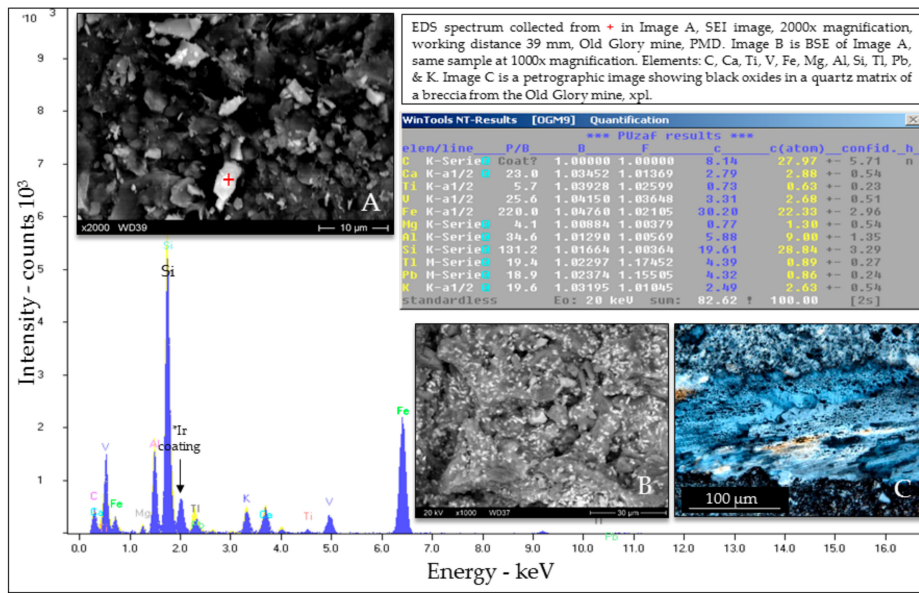 x10
9
8
7
6
5
3
2
1
Intensity - counts 10³
A
x2000 WD39
10 µm
EDS spectrum collected from + in Image A, SEI image, 2000x magnification,
working distance 39 mm, Old Glory mine, PMD. Image B is BSE of Image A,
same sample at 1000x magnification. Elements: C, Ca, Ti, V, Fe, Mg, Al, Si, Tl, Pb,
& K. Image C is a petrographic image showing black oxides in a quartz matrix of
a breccia from the Old Glory mine, xpl.
WinTools NT-Results [OGM9] Quantification
*** PUzaf results ***
elem/line P/B B F c c(atom) confid. h
C K-Serie Coat? 1.00000 1.00000 8.14 27.97 +- 5.71 n
Ca K-a1/2 23.0 1.03452 1.01369 2.79 2.88 +- 0.54
Ti K-a1/2 5.7 1.03928 1.02599 0.73 0.63 +- 0.23
V K-a1/2 25.6 1.04150 1.03648 3.31 2.68 +- 0.51
Fe K-a1/2 220.0 1.04760 1.02105 30.20 22.33 +- 2.96
Mg K-Serie 4.1 1.00884 1.00379 0.77 1.30 +- 0.54
Al K-Serie 34.6 1.01290 1.00569 5.88 9.00 +- 1.35
Si K-Serie 131.2 1.01664 1.00364 19.61 28.84 +- 3.29
Tl M-Serie 19.4 1.02297 1.17452 4.39 0.89 +- 0.27
Pb M-Serie 18.9 1.02374 1.15505 4.32 0.86 +- 0.24
K K-a1/2 19.6 1.03195 1.01045 2.49 2.63 +- 0.54
standardless Eo: 20 keV sum: 82.62 ! 100.00 [2s]
Si
Si
*Ir
coating
V
Al
C
Ca
Fe
Mg
Tl
K
Ca
Ti
V
Fe
Tl
Pb
B
20 kV x1000 WD37
30 µm
C
100 µm
0.0 1.0 2.0 3.0 4.0 5.0 6.0 7.0 8.0 9.0 10.0 11.0 12.0 13.0 14.0 15.0 16.0
Energy - keV